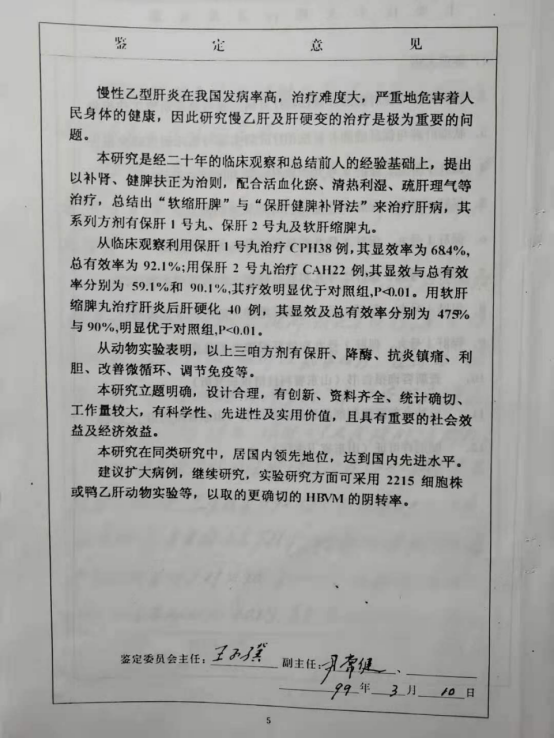 鉴定意见
慢性乙型肝炎在我国发病率高，治疗难度大，严重地危害着人
民身体的健康，因此研究慢乙肝及肝硬变的治疗是极为重要的问
题。
本研究是经二十年的临床观察和总结前人的经验基础上，提出
以补肾、健脾扶正为治则，配合活血化瘀、清热利湿、疏肝理气等
治疗，总结出“软缩肝脾”与“保肝健脾补肾法”来治疗肝病，其
系列方剂有保肝1号丸、保肝2号丸及软肝缩脾丸。
从临床观察利用保肝1号丸治疗CPH38例,其显效率为68.4%,
总有效率为92.1%;用保肝2号丸治疗CAH22例,其显效与总有效
率分别为59.1%和90.1%,其疗效明显优于对照组,P<0.01。用软肝
缩脾丸治疗肝炎后肝硬化40例，其显效及总有效率分别为47.5%
与90%,明显优于对照组,P<0.01。
从动物实验表明，以上三咱方剂有保肝、降酶、抗炎镇痛、利
胆、改善微循环、调节免疫等。
本研究立题明确，设计合理，有创新、资料齐全、统计确切、
工作量较大，有科学性、先进性及实用价值，且具有重要的社会效
益及经济效益。
本研究在同类研究中，居国内领先地位，达到国内先进水平。
建议扩大病例，继续研究，实验研究方面可采用2215细胞株
或鸭乙肝动物实验等，以取的更确切的HBVM的阴转率。
鉴定委员会主任：王 副主任：
99年3月10日
5